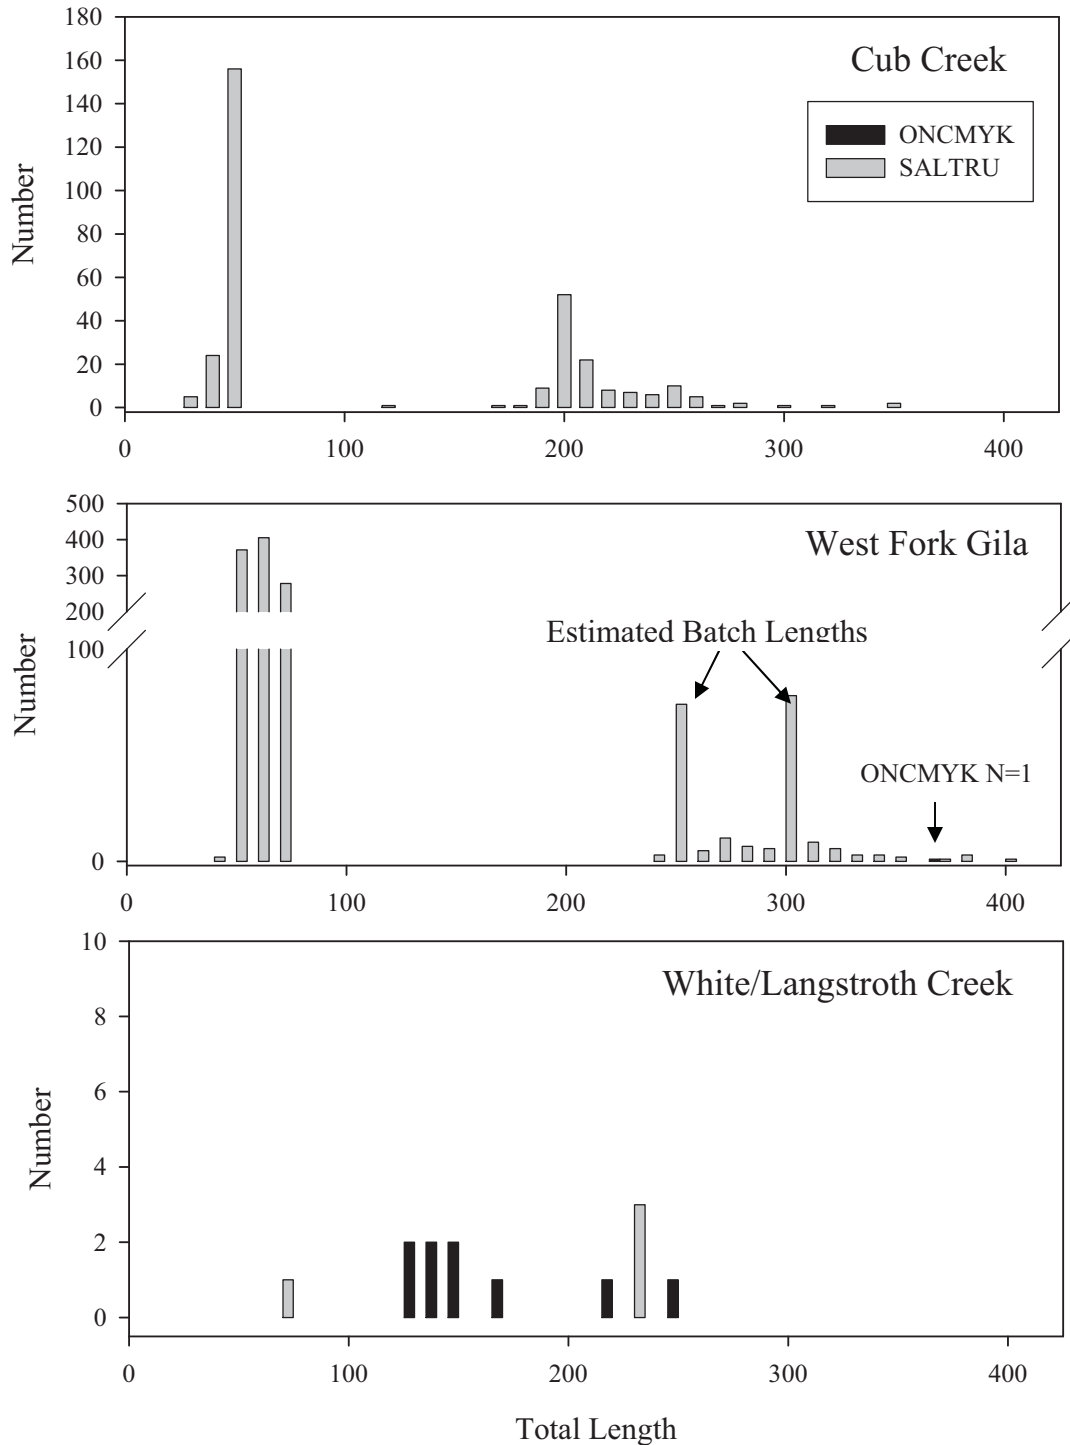 180
160
140
120
100
80
60
40
20
0
Number
Cub Creek
ONCMYK
SALTRU
0 100 200 300 400
500
400
300
200
100
0
Number
West Fork Gila
Estimated Batch Lengths
ONCMYK N=1
0 100 200 300 400
10
8
6
4
2
0
Number
White/Langstroth Creek
0 100 200 300 400
Total Length